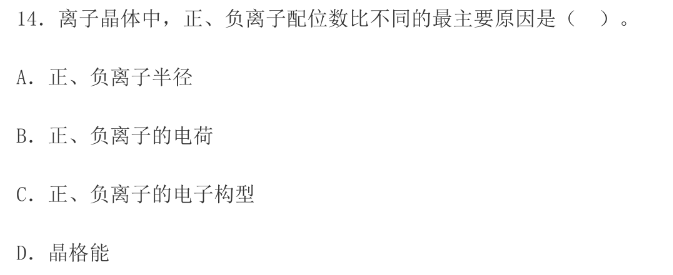 14. 离子晶体中，正、负离子配位数比不同的最主要原因是（ ）。
A. 正、负离子半径
B. 正、负离子的电荷
C. 正、负离子的电子构型
D. 晶格能